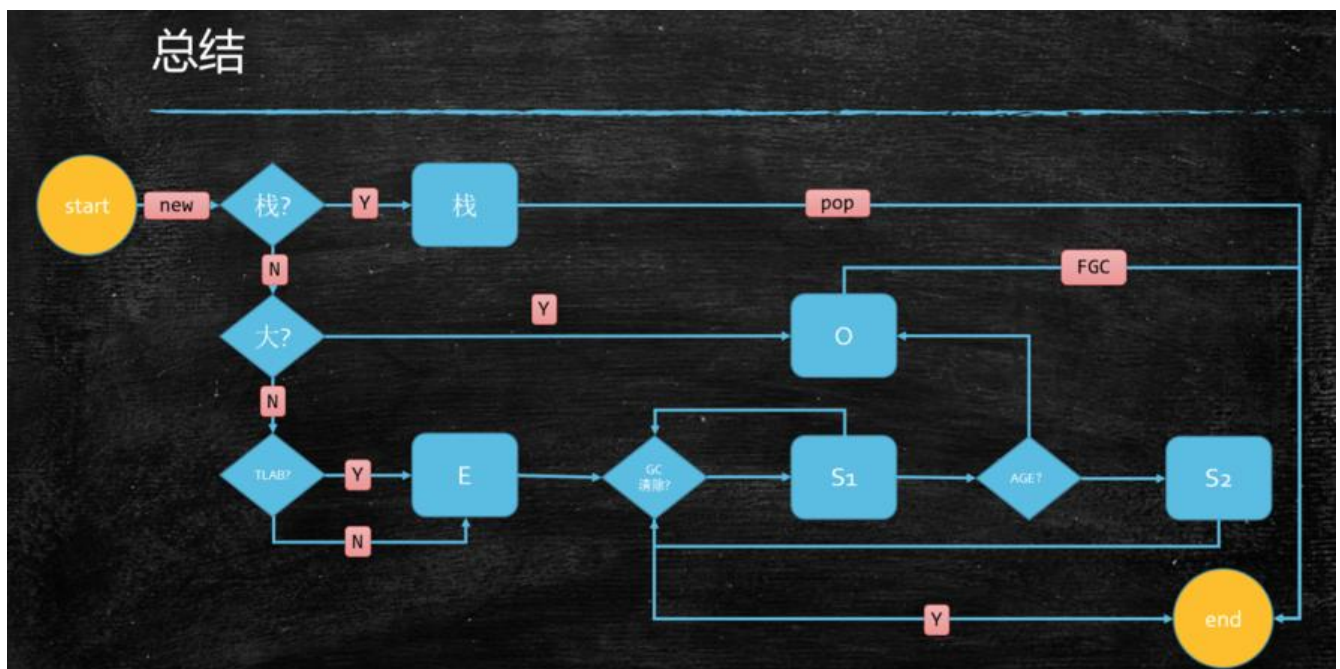 总结
start
new
栈?
Y
栈
pop
N
FGC
大?
Y
O
N
TLAB?
Y
E
GC
清除?
S1
AGE?
S2
N
Y
end